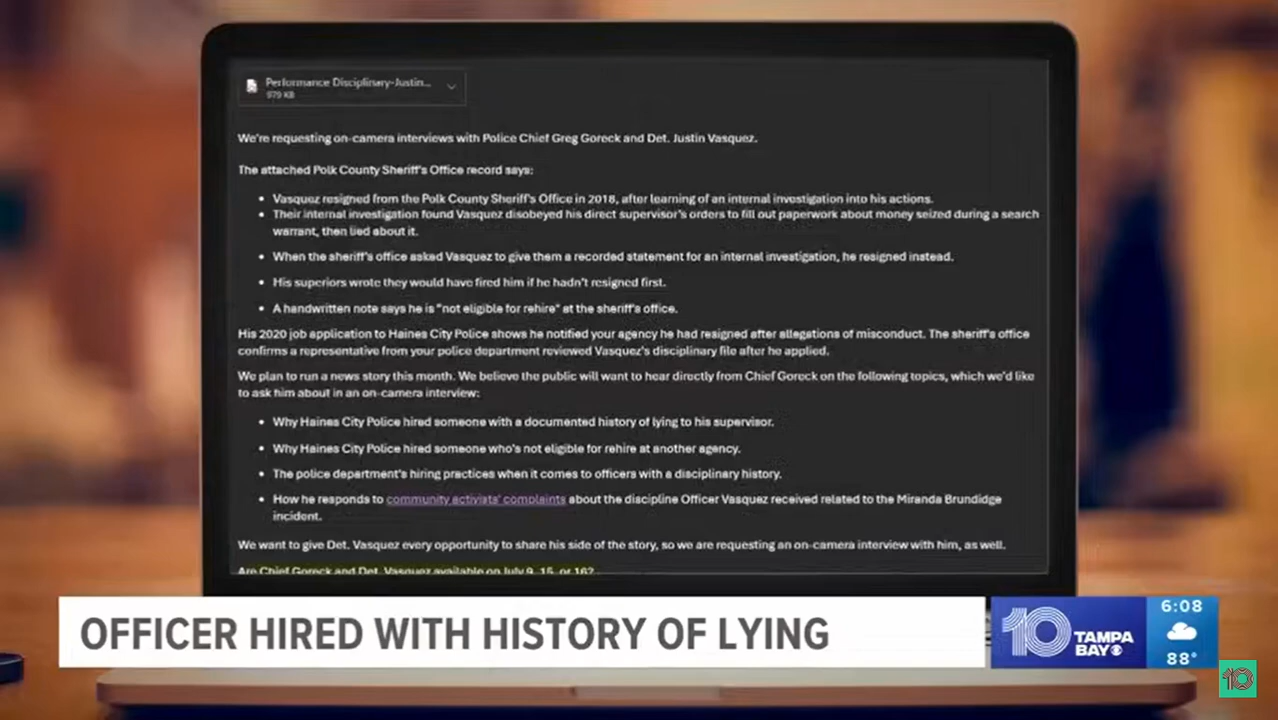 Performance Disciplinary-Justin...
979 KB
We're requesting on-camera interviews with Police Chief Greg Goreck and Det. Justin Vasquez.
The attached Polk County Sheriff's Office record says:
• Vasquez resigned from the Polk County Sheriff's Office in 2018, after learning of an internal investigation into his actions.
• Their internal investigation found Vasquez disobeyed his direct supervisor's orders to fill out paperwork about money seized during a search
warrant, then lied about it.
• When the sheriff's office asked Vasquez to give them a recorded statement for an internal investigation, he resigned instead.
• His superiors wrote they would have fired him if he hadn't resigned first.
• A handwritten note says he is "not eligible for rehire" at the sheriff's office.
His 2020 job application to Haines City Police shows he notified your agency he had resigned after allegations of misconduct. The sheriff's office
confirms a representative from your police department reviewed Vasquez's disciplinary file after he applied.
We plan to run a news story this month. We believe the public will want to hear directly from Chief Goreck on the following topics, which we'd like
to ask him about in an on-camera interview:
• Why Haines City Police hired someone with a documented history of lying to his supervisor.
• Why Haines City Police hired someone who's not eligible for rehire at another agency.
• The police department's hiring practices when it comes to officers with a disciplinary history.
• How he responds to community activists' complaints about the discipline Officer Vasquez received related to the Miranda Brundidge
incident.
We want to give Det. Vasquez every opportunity to share his side of the story, so we are requesting an on-camera interview with him, as well.
Are Chief Goreck and Det. Vasquez available on July 9, 15, or 16?
OFFICER HIRED WITH HISTORY OF LYING
10 TAMPA BAY
6:08
88°
10